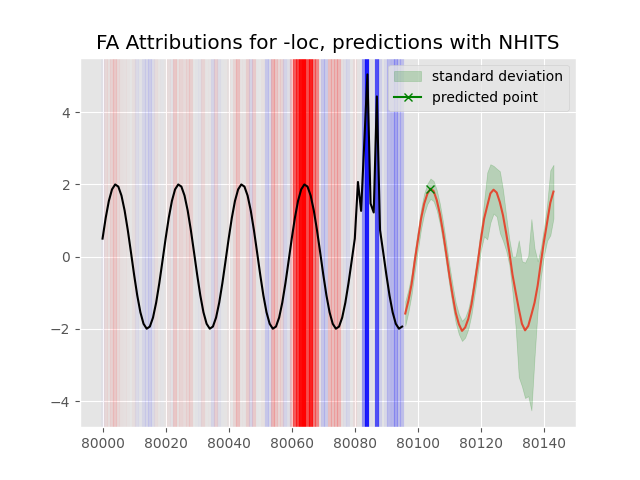 FA Attributions for -loc, predictions with NHITS
standard deviation
predicted point
4
2
0
−2
−4
80000 80020 80040 80060 80080 80100 80120 80140